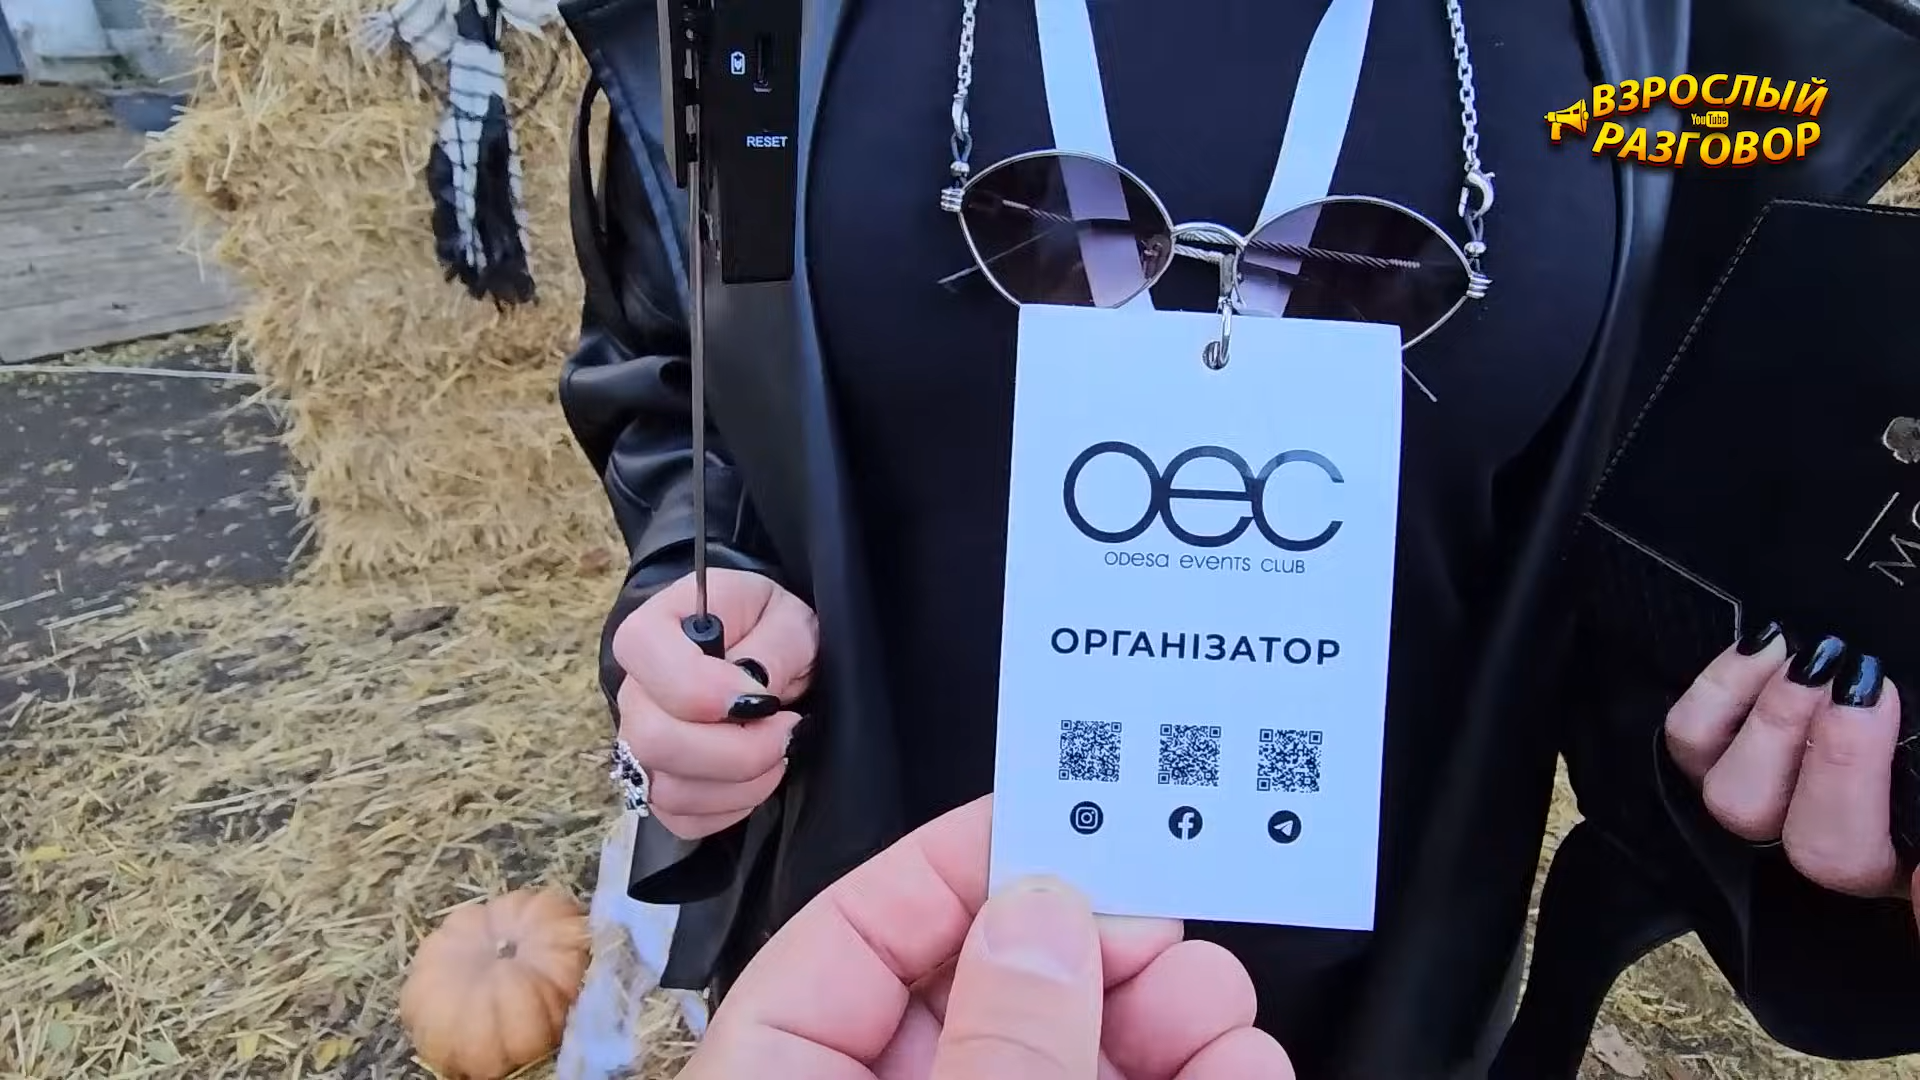 RESET
ВЗРОСЛЫЙ
YouTube
РАЗГОВОР
oec
ODESA EVENTS CLUB
ОРГАНІЗАТОР